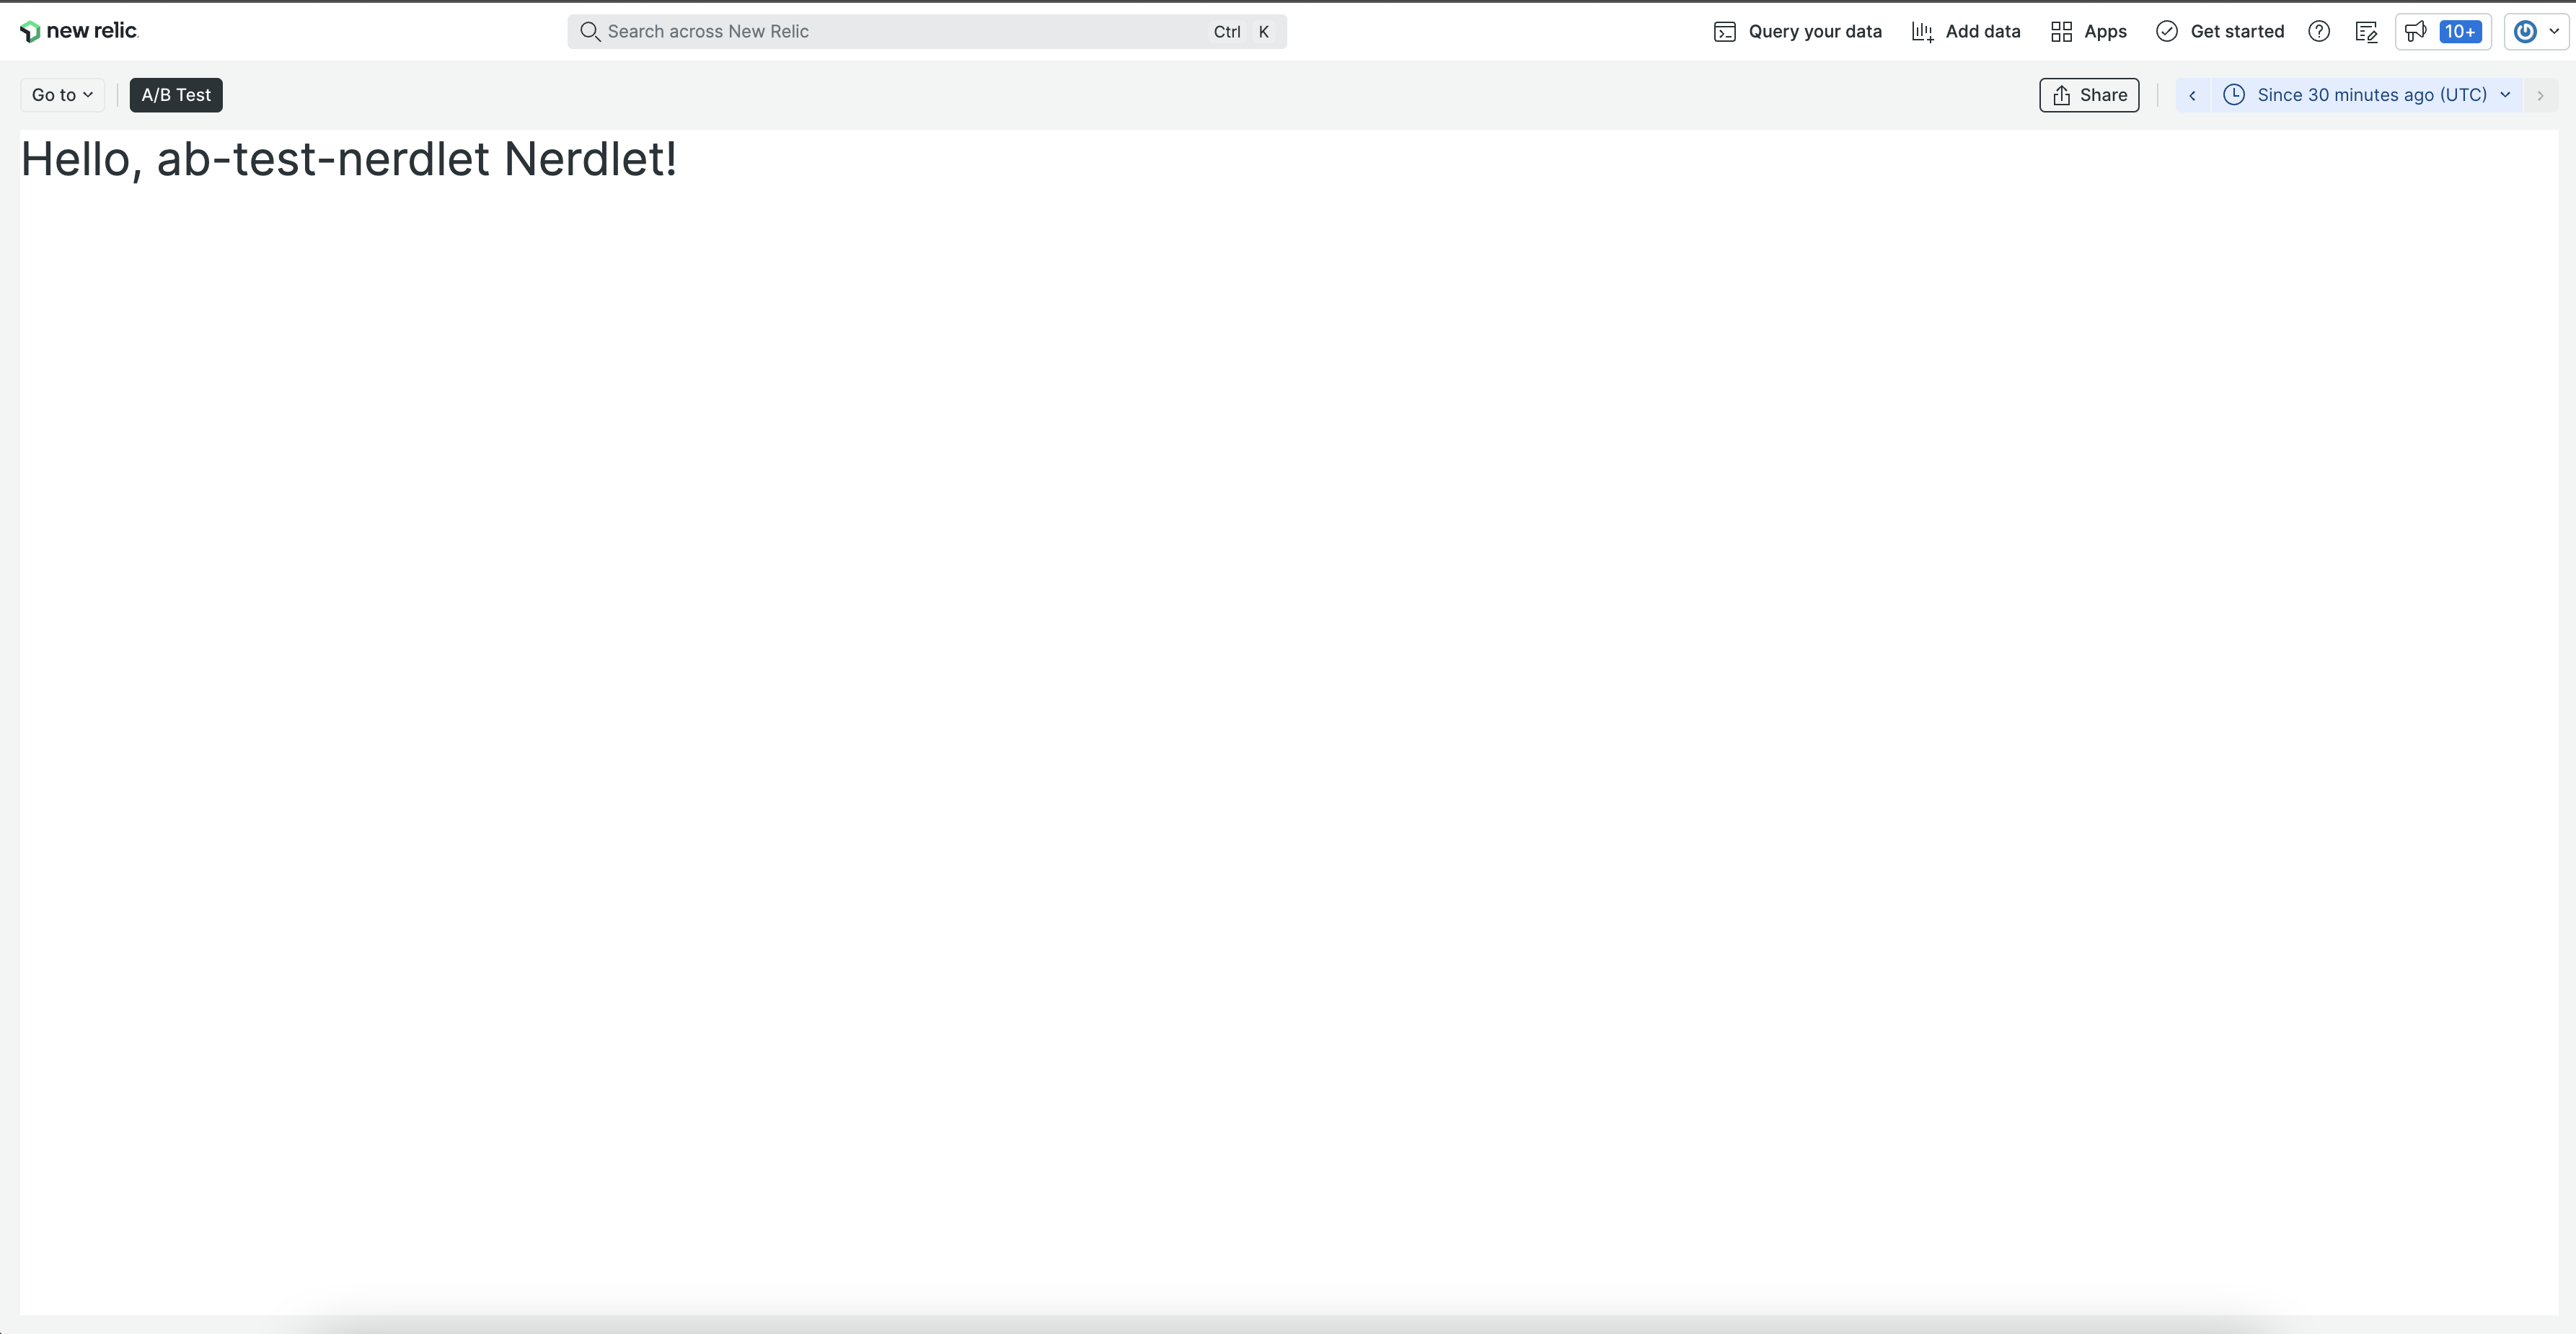 new relic
Search across New Relic Ctrl K
Query your data Add data Apps Get started 10+
Go to A/B Test Share Since 30 minutes ago (UTC)
Hello, ab-test-nerdlet Nerdlet!